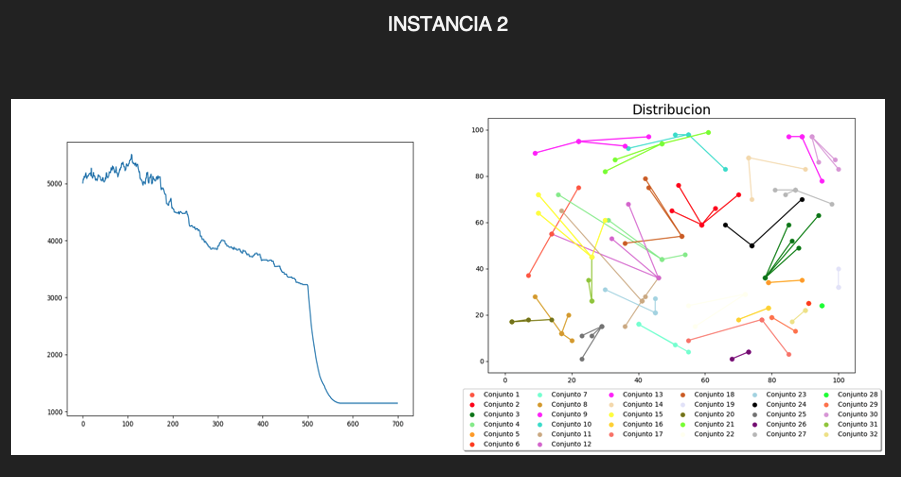 INSTANCIA 2
Distribucion
5000
4000
3000
2000
1000
0 100 200 300 400 500 600 700
100
80
60
40
20
0
0 20 40 60 80 100
Conjunto 1 Conjunto 7 Conjunto 13 Conjunto 18 Conjunto 23 Conjunto 28
Conjunto 2 Conjunto 8 Conjunto 14 Conjunto 19 Conjunto 24 Conjunto 29
Conjunto 3 Conjunto 9 Conjunto 15 Conjunto 20 Conjunto 25 Conjunto 30
Conjunto 4 Conjunto 10 Conjunto 16 Conjunto 21 Conjunto 26 Conjunto 31
Conjunto 5 Conjunto 11 Conjunto 17 Conjunto 22 Conjunto 27 Conjunto 32
Conjunto 6 Conjunto 12